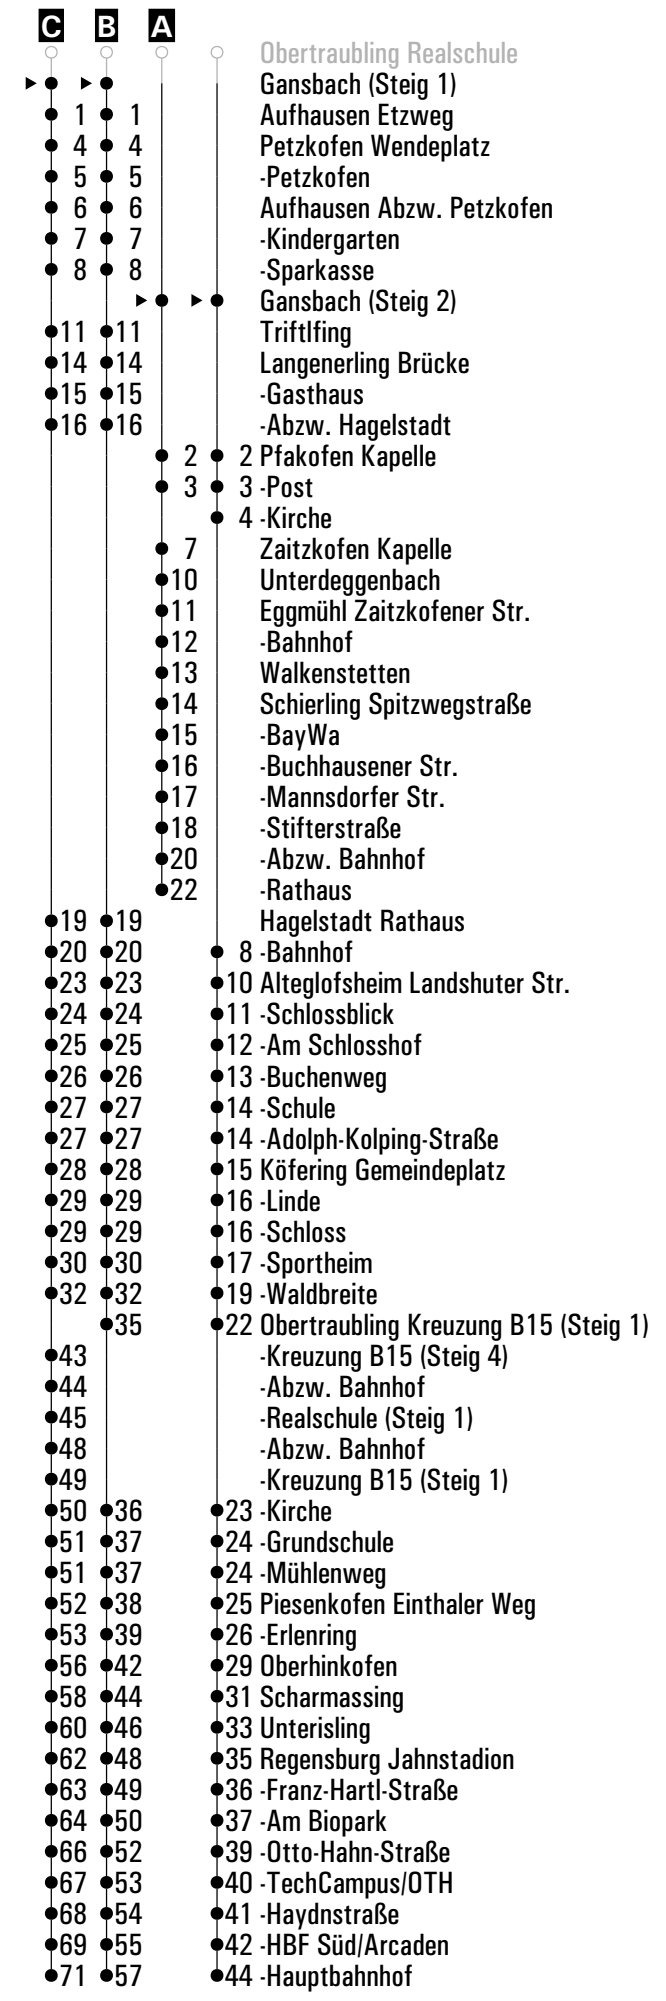 C B A
Obertraubling Realschule
Gansbach (Steig 1)
1 1 Aufhausen Etzweg
4 4 Petzkofen Wendeplatz
5 5 -Petzkofen
6 6 Aufhausen Abzw. Petzkofen
7 7 -Kindergarten
8 8 -Sparkasse
Gansbach (Steig 2)
11 11 Triftlfing
14 14 Langenerling Brücke
15 15 -Gasthaus
16 16 -Abzw. Hagelstadt
2 2 Pfakofen Kapelle
3 3 -Post
4 -Kirche
7 Zaitzkofen Kapelle
10 Unterdeggenbach
11 Eggmühl Zaitzkofener Str.
12 -Bahnhof
13 Walkenstetten
14 Schierling Spitzwegstraße
15 -BayWa
16 -Buchhausener Str.
17 -Mannsdorfer Str.
18 -Stifterstraße
20 -Abzw. Bahnhof
22 -Rathaus
19 19 Hagelstadt Rathaus
20 20 8 -Bahnhof
23 23 10 Alteglofsheim Landshuter Str.
24 24 11 -Schlossblick
25 25 12 -Am Schlosshof
26 26 13 -Buchenweg
27 27 14 -Schule
27 27 14 -Adolph-Kolping-Straße
28 28 15 Köfering Gemeindeplatz
29 29 16 -Linde
29 29 16 -Schloss
30 30 17 -Sportheim
32 32 19 -Waldbreite
35 22 Obertraubling Kreuzung B15 (Steig 1)
43 -Kreuzung B15 (Steig 4)
44 -Abzw. Bahnhof
45 -Realschule (Steig 1)
48 -Abzw. Bahnhof
49 -Kreuzung B15 (Steig 1)
50 36 23 -Kirche
51 37 24 -Grundschule
51 37 24 -Mühlenweg
52 38 25 Piesenkofen Einthaler Weg
53 39 26 -Erlenring
56 42 29 Oberhinkofen
58 44 31 Scharmassing
60 46 33 Unterisling
62 48 35 Regensburg Jahnstadion
63 49 36 -Franz-Hartl-Straße
64 50 37 -Am Biopark
66 52 39 -Otto-Hahn-Straße
67 53 40 -TechCampus/OTH
68 54 41 -Haydnstraße
69 55 42 -HBF Süd/Arcaden
71 57 44 -Hauptbahnhof